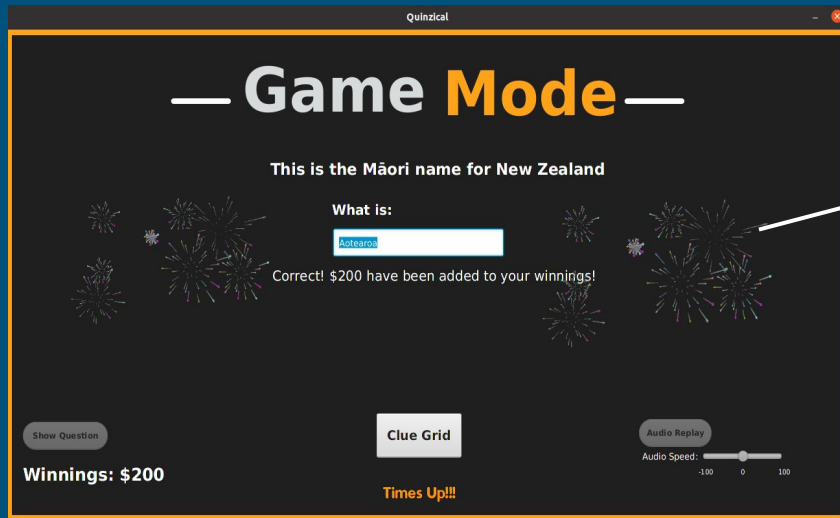 Quinzical
Game Mode
This is the Māori name for New Zealand
What is:
Aotearoa
Correct! $200 have been added to your winnings!
Show Question
Clue Grid
Audio Replay
Audio Speed:
-100 0 100
Winnings: $200
Times Up!!!